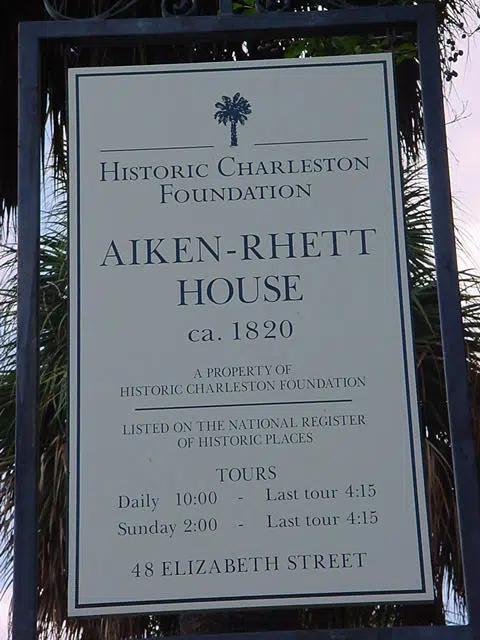 Historic Charleston
Foundation
AIKEN-RHETT
HOUSE
ca. 1820
A PROPERTY OF
HISTORIC CHARLESTON FOUNDATION
LISTED ON THE NATIONAL REGISTER
OF HISTORIC PLACES
TOURS
Daily 10:00 - Last tour 4:15
Sunday 2:00 - Last tour 4:15
48 ELIZABETH STREET